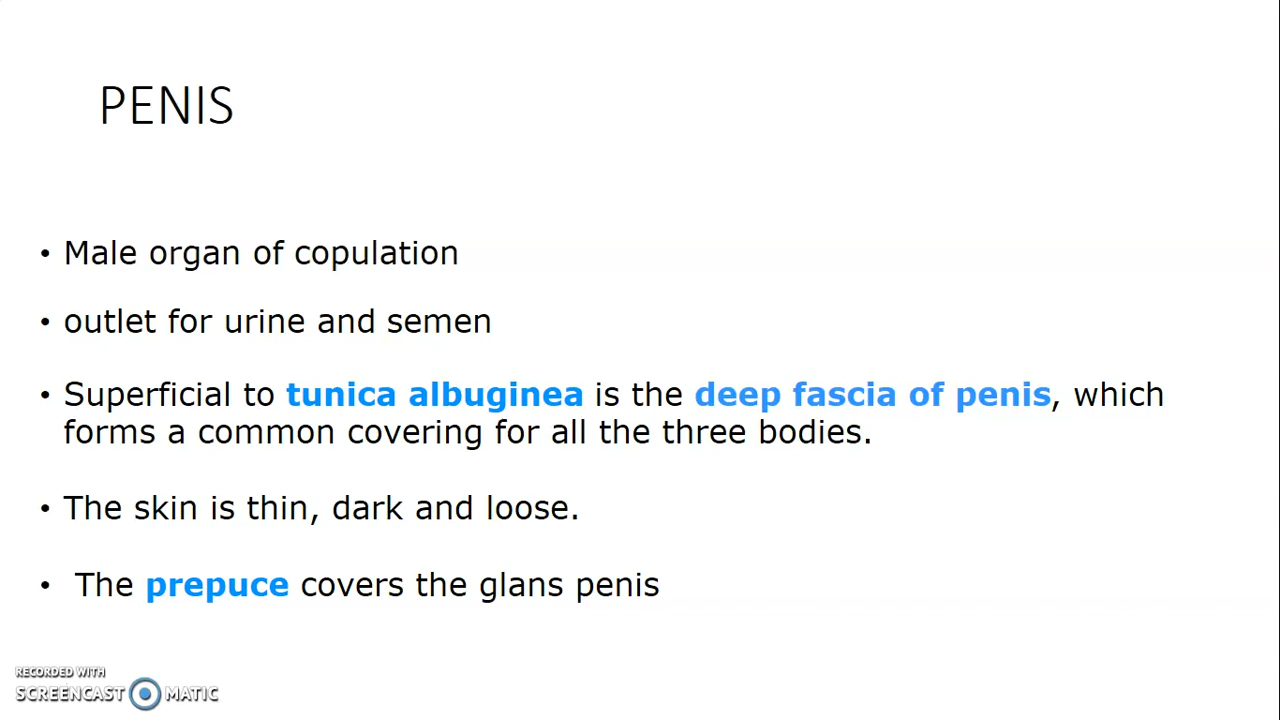 PENIS
• Male organ of copulation
• outlet for urine and semen
• Superficial to tunica albuginea is the deep fascia of penis, which
forms a common covering for all the three bodies.
• The skin is thin, dark and loose.
• The prepuce covers the glans penis
RECORDED WITH
SCREENCAST MATIC